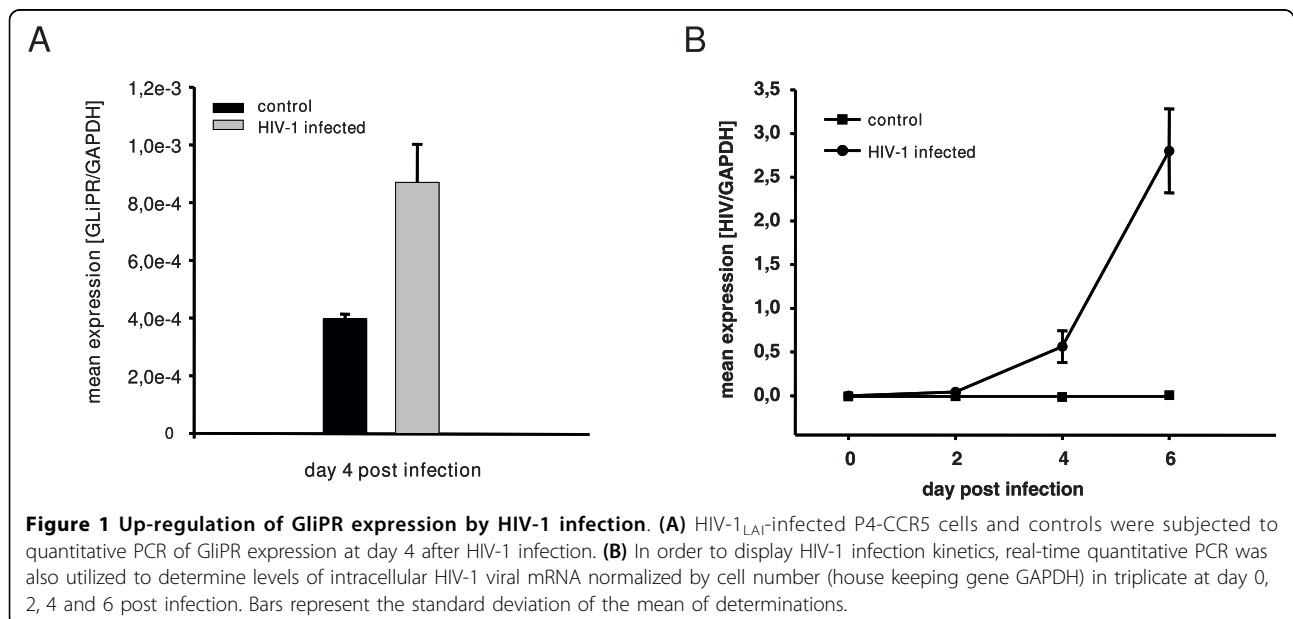 A
mean expression [GLiPR/GAPDH]
1,2e-3
1,0e-3
8,0e-4
6,0e-4
4,0e-4
2,0e-4
0
control
HIV-1 infected
day 4 post infection
B
mean expression [HIV/GAPDH]
3,5
3,0
2,5
2,0
1,5
1,0
0,5
0,0
control
HIV-1 infected
0 2 4 6
day post infection
Figure 1 Up-regulation of GliPR expression by HIV-1 infection. (A) HIV-1LAI-infected P4-CCR5 cells and controls were subjected to
quantitative PCR of GliPR expression at day 4 after HIV-1 infection. (B) In order to display HIV-1 infection kinetics, real-time quantitative PCR was
also utilized to determine levels of intracellular HIV-1 viral mRNA normalized by cell number (house keeping gene GAPDH) in triplicate at day 0,
2, 4 and 6 post infection. Bars represent the standard deviation of the mean of determinations.